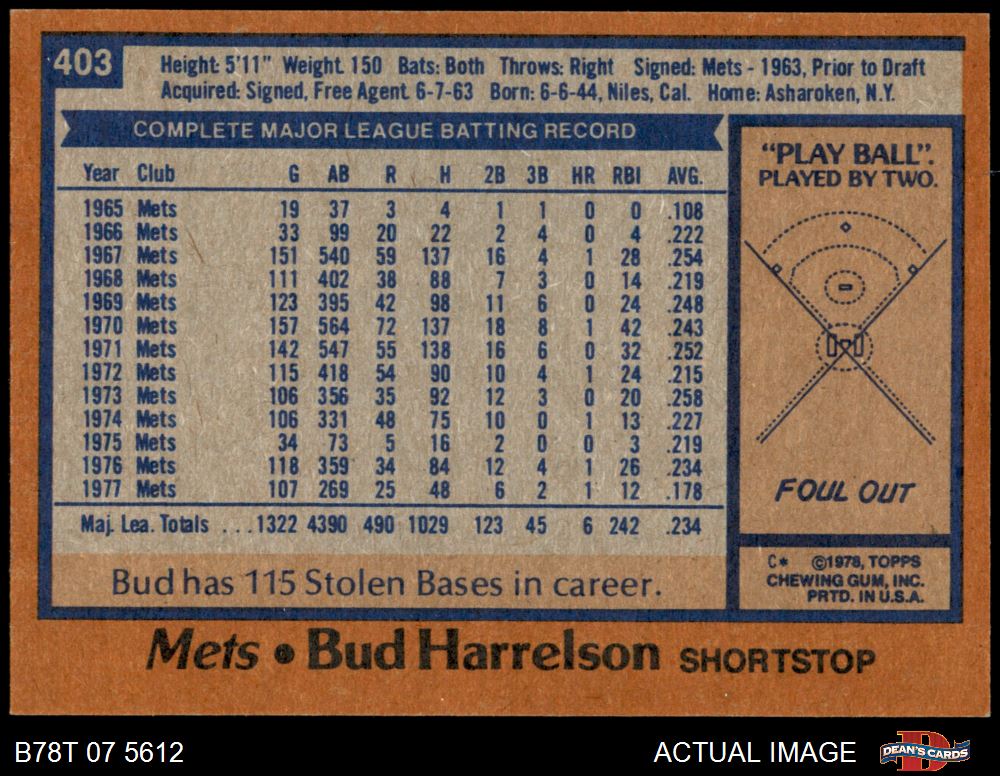 403
Height: 5'11" Weight. 150 Bats: Both Throws: Right Signed: Mets - 1963, Prior to Draft
Acquired: Signed, Free Agent. 6-7-63 Born: 6-6-44, Niles, Cal. Home: Asharoken, N.Y.
COMPLETE MAJOR LEAGUE BATTING RECORD
Year Club G AB R H 2B 3B HR RBI AVG.
1965 Mets 19 37 3 4 1 1 0 0 .108
1966 Mets 33 99 20 22 2 4 0 4 .222
1967 Mets 151 540 59 137 16 4 1 28 .254
1968 Mets 111 402 38 88 7 3 0 14 .219
1969 Mets 123 395 42 98 11 6 0 24 .248
1970 Mets 157 564 72 137 18 8 1 42 .243
1971 Mets 142 547 55 138 16 6 0 32 .252
1972 Mets 115 418 54 90 10 4 1 24 .215
1973 Mets 106 356 35 92 12 3 0 20 .258
1974 Mets 106 331 48 75 10 0 1 13 .227
1975 Mets 34 73 5 16 2 0 0 3 .219
1976 Mets 118 359 34 84 12 4 1 26 .234
1977 Mets 107 269 25 48 6 2 1 12 .178
Maj. Lea. Totals ...1322 4390 490 1029 123 45 6 242 .234
Bud has 115 Stolen Bases in career.
"PLAY BALL".
PLAYED BY TWO.
FOUL OUT
C* ©1978, TOPPS
CHEWING GUM, INC.
PRTD. IN U.S.A.
Mets • Bud Harrelson SHORTSTOP
B78T 07 5612
ACTUAL IMAGE
D
DEAN'S CARDS